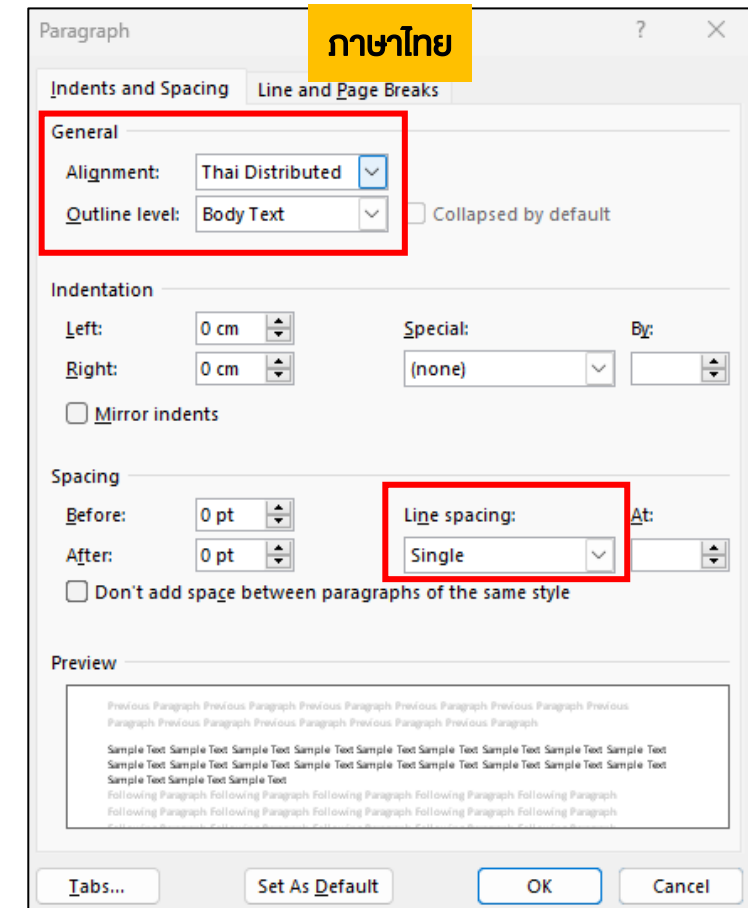 Paragraph ? ×
ภาษาไทย
Indents and Spacing Line and Page Breaks
General
Alignment: Thai Distributed
Outline level: Body Text Collapsed by default
Indentation
Left: 0 cm Special: By:
Right: 0 cm (none)
Mirror indents
Spacing
Before: 0 pt Line spacing: At:
After: 0 pt Single
Don't add space between paragraphs of the same style
Preview
Previous Paragraph Previous Paragraph Previous Paragraph Previous Paragraph Previous Paragraph Previous
Paragraph Previous Paragraph Previous Paragraph Previous Paragraph Previous Paragraph
Sample Text Sample Text Sample Text Sample Text Sample Text Sample Text Sample Text Sample Text Sample Text
Sample Text Sample Text Sample Text Sample Text Sample Text Sample Text Sample Text Sample Text Sample Text
Sample Text Sample Text Sample Text
Following Paragraph Following Paragraph Following Paragraph Following Paragraph Following Paragraph
Following Paragraph Following Paragraph Following Paragraph Following Paragraph Following Paragraph
Tabs... Set As Default OK Cancel